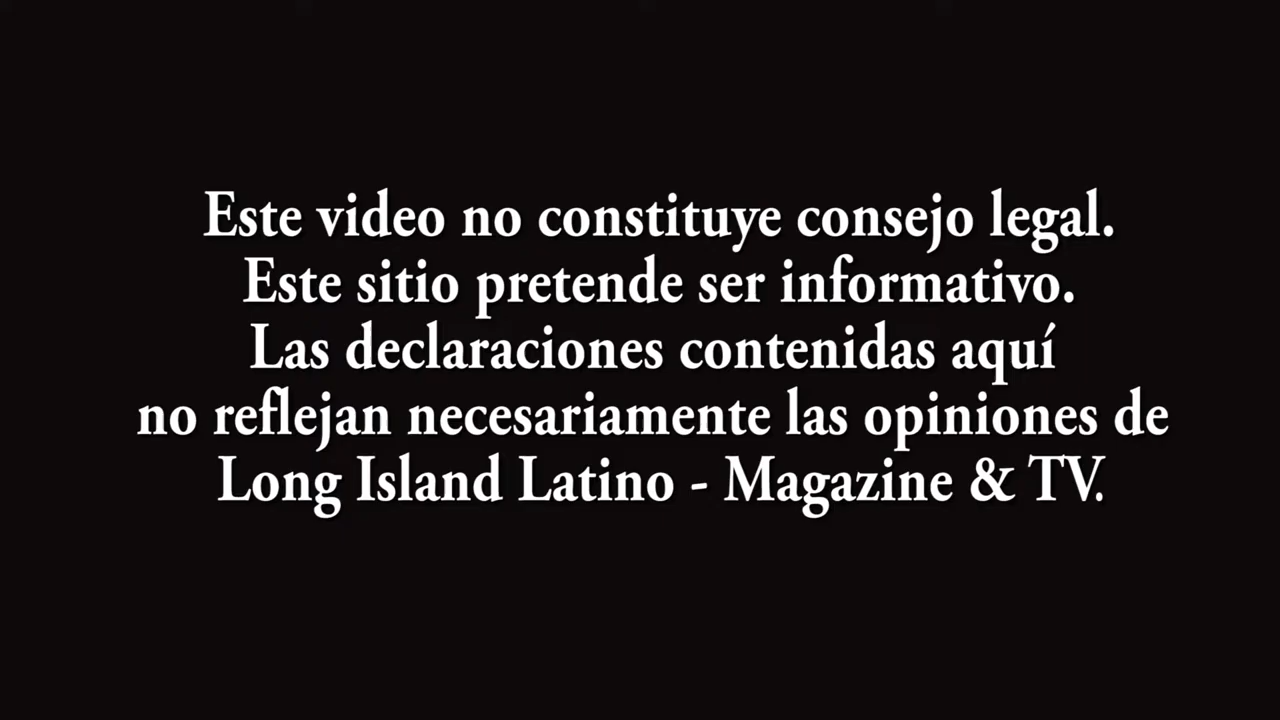 Este video no constituye consejo legal.
Este sitio pretende ser informativo.
Las declaraciones contenidas aquí
no reflejan necesariamente las opiniones de
Long Island Latino - Magazine & TV.